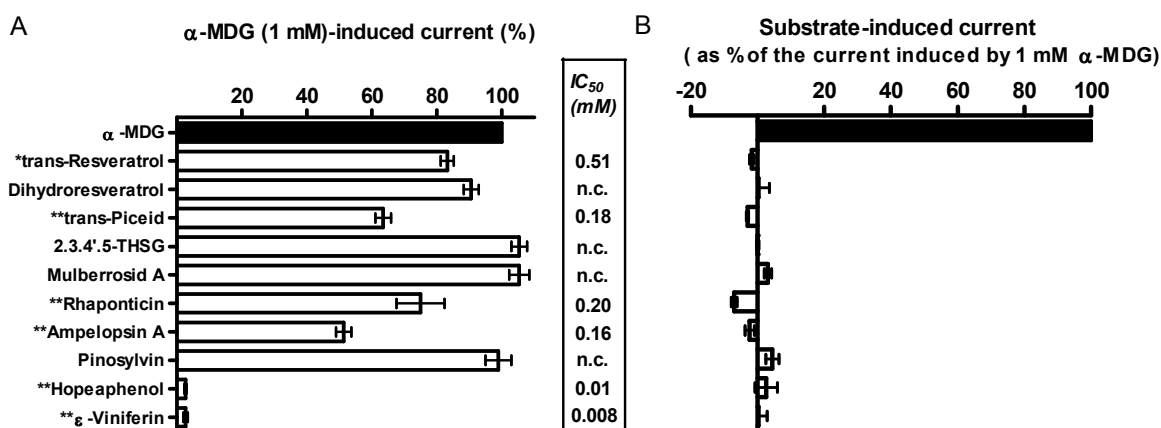 A
α-MDG (1 mM)-induced current (%)
20 40 60 80 100
α -MDG
*trans-Resveratrol
Dihydroresveratrol
**trans-Piceid
2.3.4'.5-THSG
Mulberrosid A
**Rhaponticin
**Ampelopsin A
Pinosylvin
**Hopeaphenol
**ε -Viniferin
IC50
(mM)
0.51
n.c.
0.18
n.c.
n.c.
0.20
0.16
n.c.
0.01
0.008
B
Substrate-induced current
( as % of the current induced by 1 mM α-MDG)
-20 20 40 60 80 100